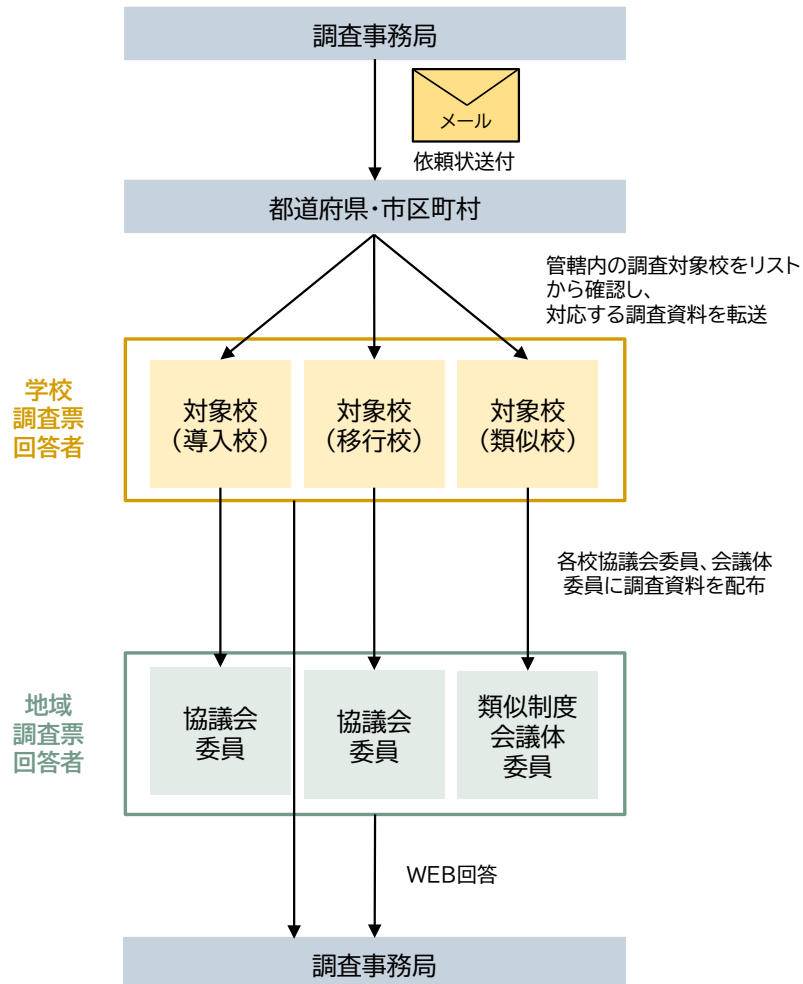 調査事務局
メール
依頼状送付
都道府県・市区町村
管轄内の調査対象校をリスト
から確認し、
対応する調査資料を転送
学校
調査票
回答者
対象校
（導入校）
対象校
（移行校）
対象校
（類似校）
各校協議会委員、会議体
委員に調査資料を配布
地域
調査票
回答者
協議会
委員
協議会
委員
類似制度
会議体
委員
WEB回答
調査事務局